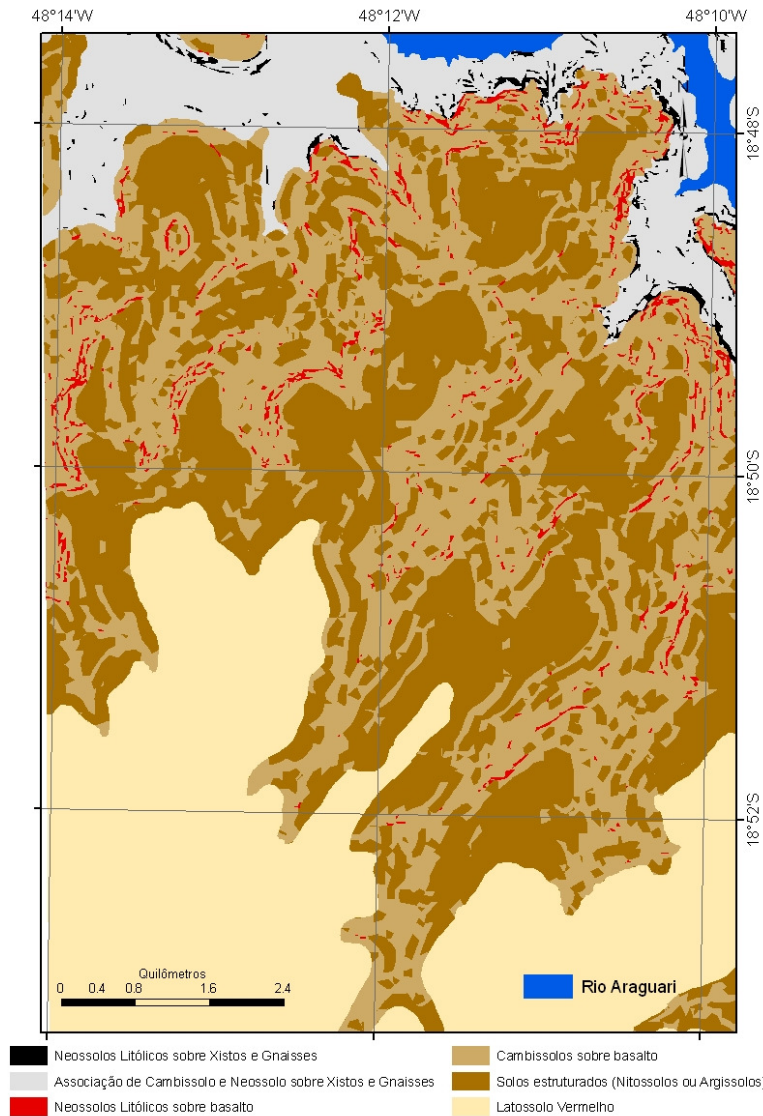 48°14'W 48°12'W 48°10'W
18°48'S
18°50'S
18°52'S
Quilômetros
0 0.4 0.8 1.6 2.4
Rio Araguari
Neossolos Litólicos sobre Xistos e Gnaisses
Associação de Cambissolo e Neossolo sobre Xistos e Gnaisses
Neossolos Litólicos sobre basalto
Cambissolos sobre basalto
Solos estruturados (Nitossolos ou Argissolos)
Latossolo Vermelho